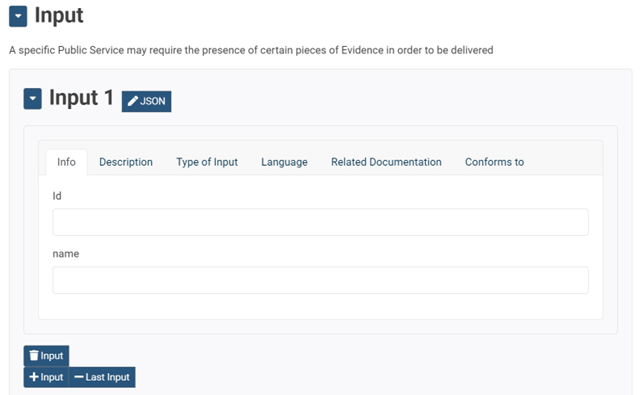 Input
A specific Public Service may require the presence of certain pieces of Evidence in order to be delivered
Input 1 JSON
Info Description Type of Input Language Related Documentation Conforms to
Id
name
Input
+ Input − Last Input